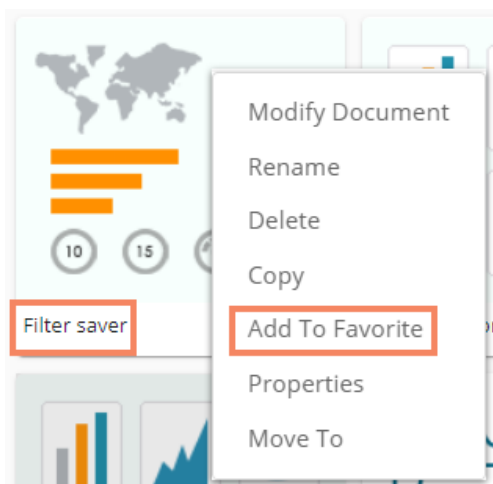 Modify Document
Rename
Delete
Copy
Add To Favorite
Properties
Move To
10
15
Filter saver